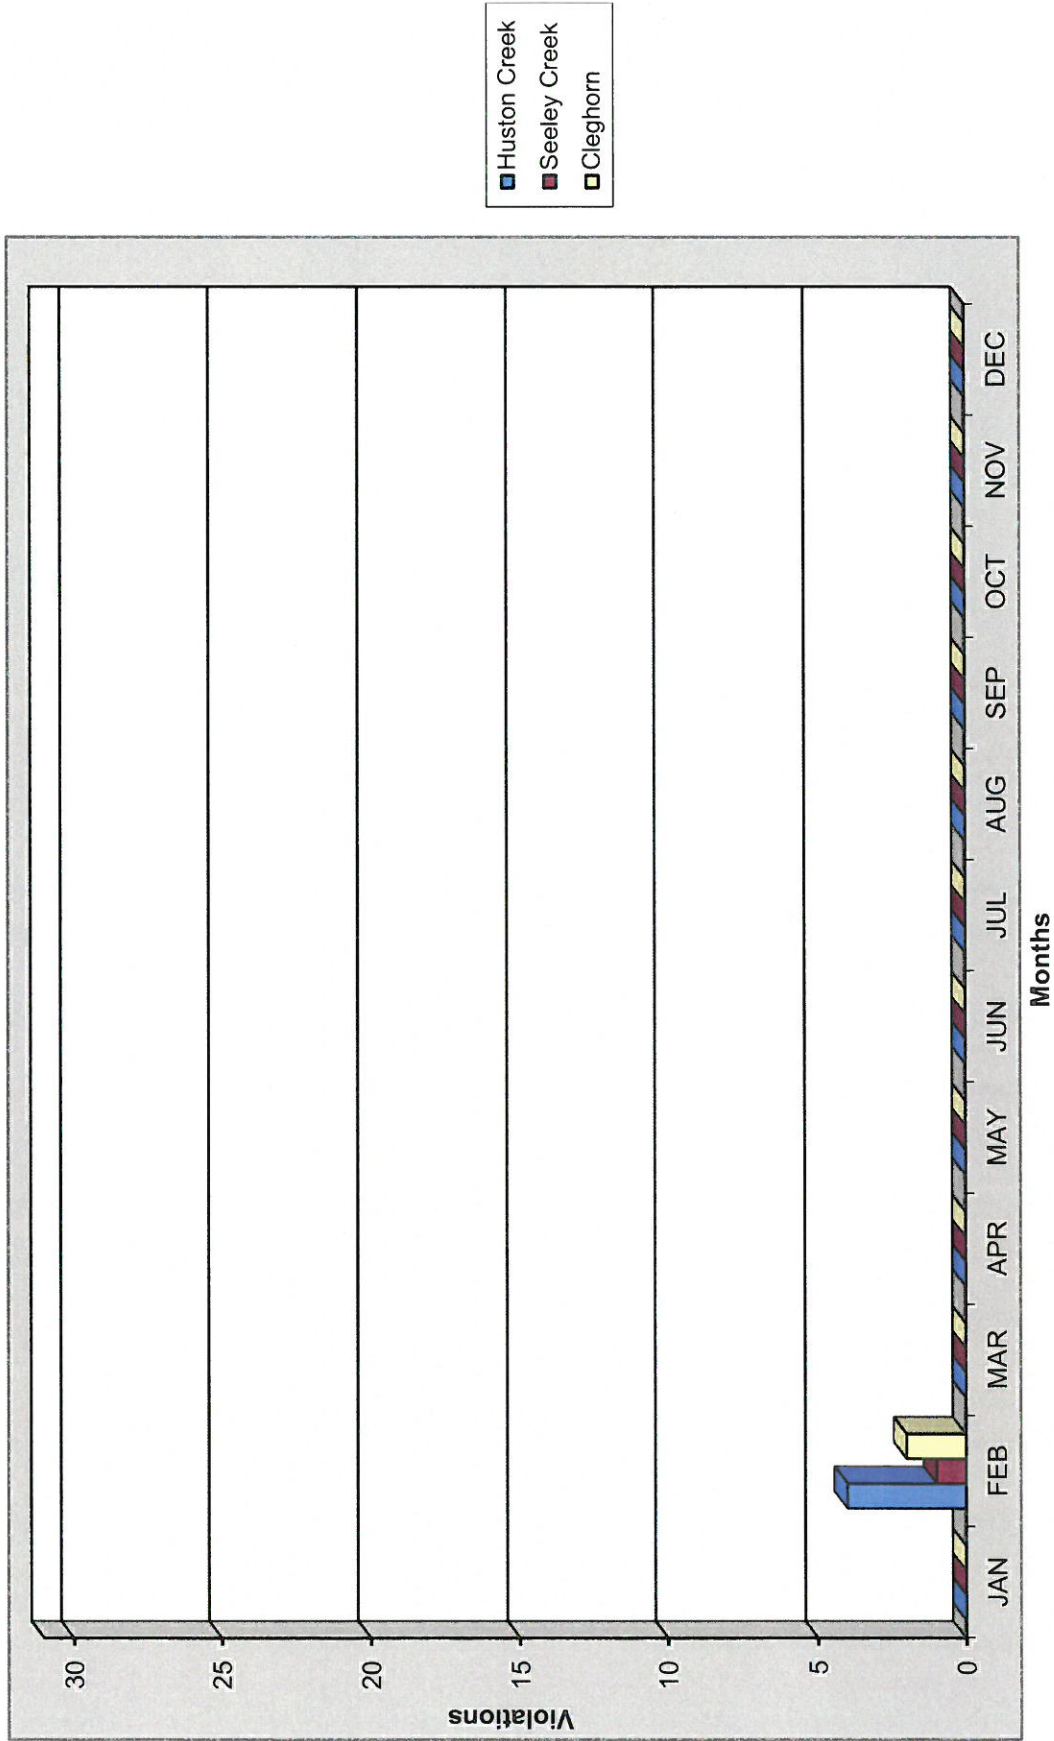 Violations
30
25
20
15
10
5
0
JAN FEB MAR APR MAY JUN JUL AUG SEP OCT NOV DEC
Months
Huston Creek
Seeley Creek
Cleghorn